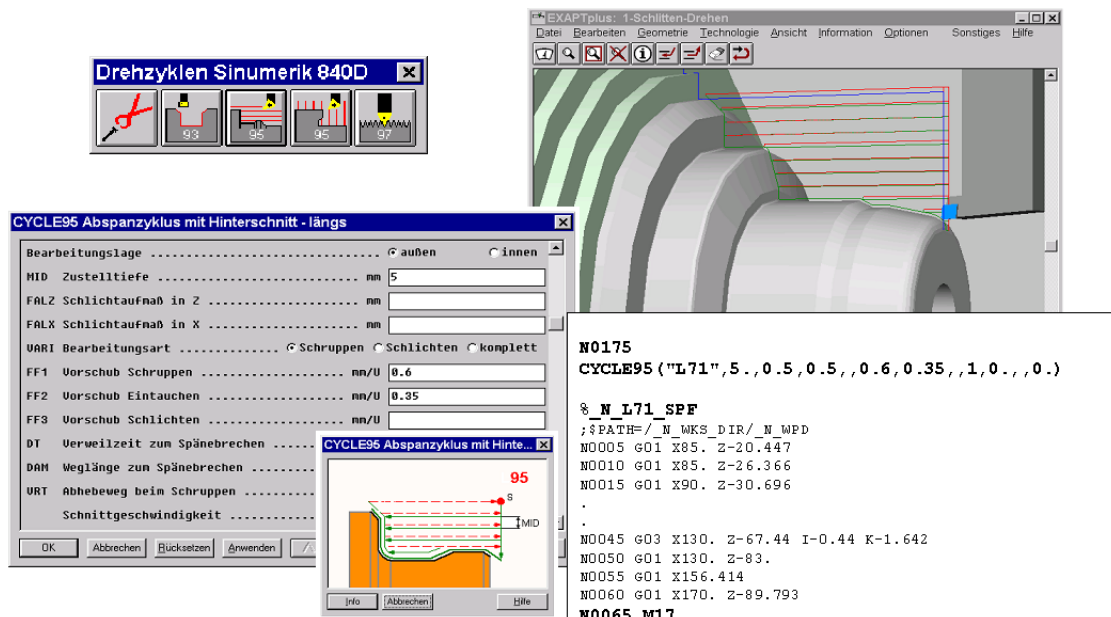 EXAPTplus: 1-Schlitten-Drehen
Datei Bearbeiten Geometrie Technologie Ansicht Information Optionen Sonstiges Hilfe
Drehzyklen Sinumerik 840D
93 95 95 97
CYCLE95 Abspanzyklus mit Hinterschnitt - längs
Bearbeitungslage ................................ außen innen
MID Zustelltiefe ............................ mm 5
FALZ Schlichtaufmaß in Z ..................... mm
FALX Schlichtaufmaß in X ..................... mm
VARI Bearbeitungsart ............... Schruppen Schlichten komplett
FF1 Vorschub Schruppen ..................... mm/U 0.6
FF2 Vorschub Eintauchen .................... mm/U 0.35
FF3 Vorschub Schlichten .................... mm/U
DT Verweilzeit zum Spänebrechen ..........
DAM Weglänge zum Spänebrechen ............
VRT Abhebeweg beim Schruppen .............
Schnittgeschwindigkeit ...............
OK Abbrechen Rücksetzen Anwenden
CYCLE95 Abspanzyklus mit Hinte...
95
S
MID
Info Abbrechen Hilfe
N0175
CYCLE95("L71",5.,0.5,0.5,,0.6,0.35,,1,0.,,0.)
%_N_L71_SPF
;$PATH=/_N_WKS_DIR/_N_WPD
N0005 G01 X85. Z-20.447
N0010 G01 X85. Z-26.366
N0015 G01 X90. Z-30.696
.
.
N0045 G03 X130. Z-67.44 I-0.44 K-1.642
N0050 G01 X130. Z-83.
N0055 G01 X156.414
N0060 G01 X170. Z-89.793
N0065 M17